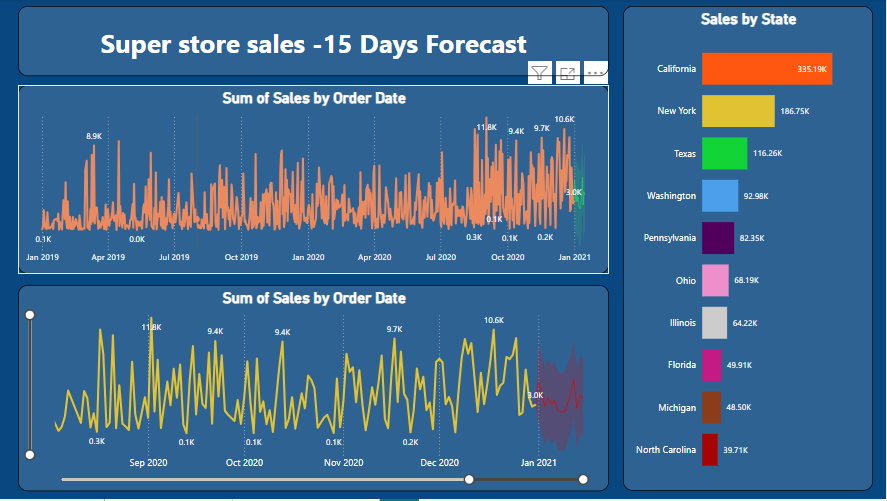 Super store sales -15 Days Forecast
Sum of Sales by Order Date
8.9K
11.8K
9.4K
9.7K
10.6K
3.0K
0.1K
0.0K
0.3K
0.1K
0.1K
0.2K
Jan 2019
Apr 2019
Jul 2019
Oct 2019
Jan 2020
Apr 2020
Jul 2020
Oct 2020
Jan 2021
Sum of Sales by Order Date
11.8K
9.4K
9.4K
9.7K
10.6K
3.0K
0.3K
0.1K
0.1K
0.1K
0.2K
Sep 2020
Oct 2020
Nov 2020
Dec 2020
Jan 2021
Sales by State
California 335.19K
New York 186.75K
Texas 116.26K
Washington 92.98K
Pennsylvania 82.35K
Ohio 68.19K
Illinois 64.22K
Florida 49.91K
Michigan 48.50K
North Carolina 39.71K